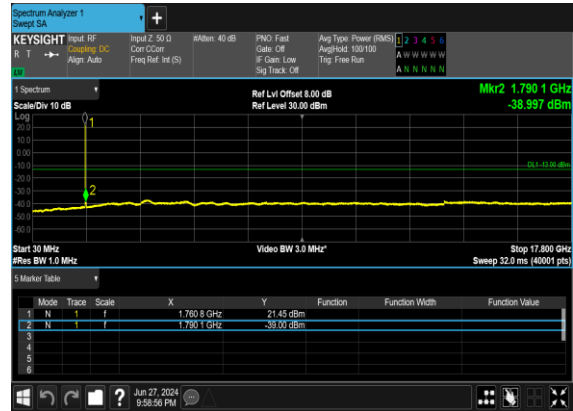 Spectrum Analyzer 1
Swept SA
+
KEYSIGHT Input: RF Input Z: 50 Ω #Atten: 40 dB PNO: Fast Avg Type: Power (RMS) 1 2 3 4 5 6
R T Coupling: DC Corr CCorr Gate: Off Avg|Hold: 100/100 A W W W W W
Align: Auto Freq Ref: Int (S) IF Gain: Low Trig: Free Run
Sig Track: Off A N N N N N
LW
1 Spectrum
Ref Lvl Offset 8.00 dB Mkr2 1.790 1 GHz
Scale/Div 10 dB Ref Level 30.00 dBm -38.997 dBm
Log
20.0
10.0
0.00
-10.0
-20.0
-30.0
-40.0
-50.0
-60.0
1
DL1 -13.00 dBm
2
Start 30 MHz Video BW 3.0 MHz* Stop 17.800 GHz
#Res BW 1.0 MHz Sweep 32.0 ms (40001 pts)
5 Marker Table
Mode Trace Scale X Y Function Function Width Function Value
1 N 1 f 1.760 8 GHz 21.45 dBm
2 N 1 f 1.790 1 GHz -39.00 dBm
3
4
5
6
? Jun 27, 2024
9:58:56 PM